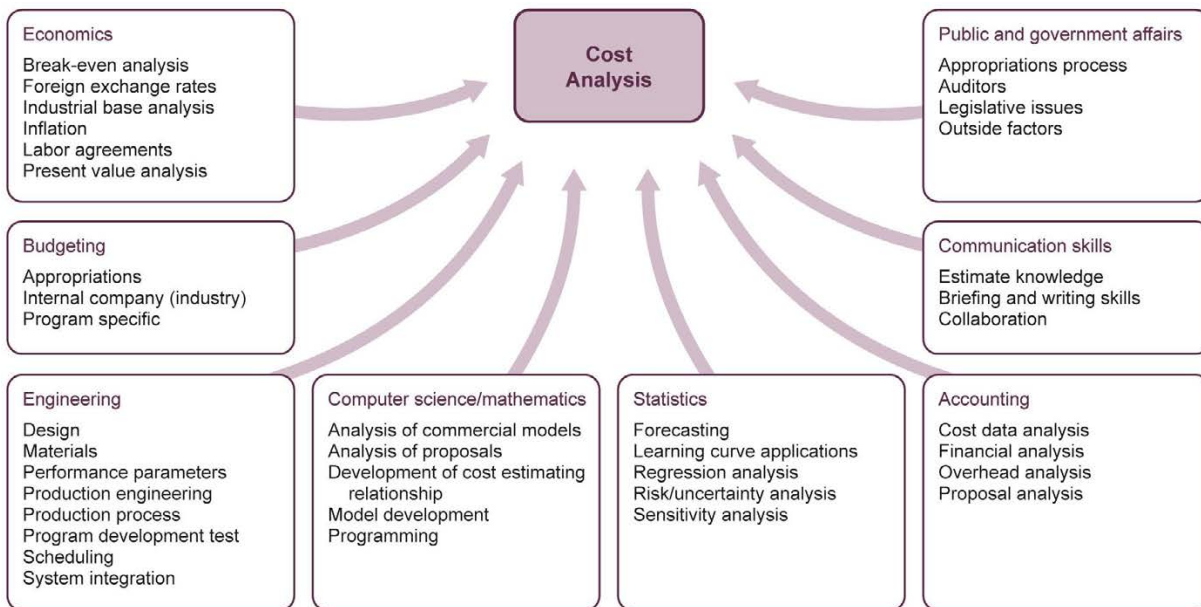 Cost
Analysis
Economics
Break-even analysis
Foreign exchange rates
Industrial base analysis
Inflation
Labor agreements
Present value analysis
Public and government affairs
Appropriations process
Auditors
Legislative issues
Outside factors
Budgeting
Appropriations
Internal company (industry)
Program specific
Communication skills
Estimate knowledge
Briefing and writing skills
Collaboration
Engineering
Design
Materials
Performance parameters
Production engineering
Production process
Program development test
Scheduling
System integration
Computer science/mathematics
Analysis of commercial models
Analysis of proposals
Development of cost estimating
relationship
Model development
Programming
Statistics
Forecasting
Learning curve applications
Regression analysis
Risk/uncertainty analysis
Sensitivity analysis
Accounting
Cost data analysis
Financial analysis
Overhead analysis
Proposal analysis